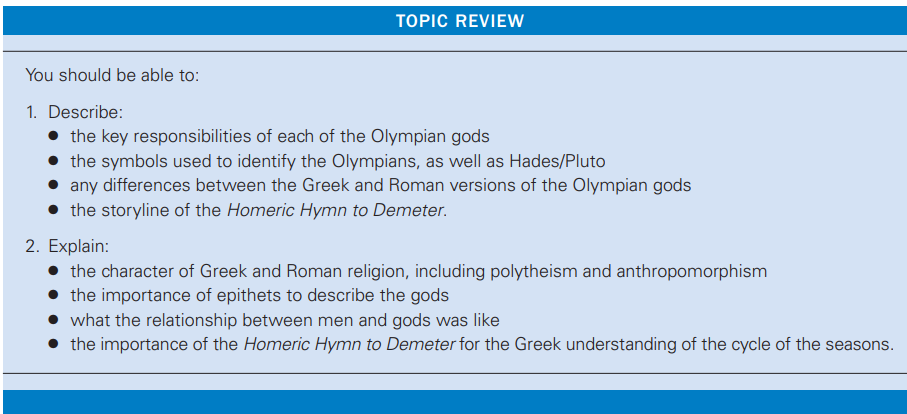 TOPIC REVIEW
You should be able to:
1. Describe:
● the key responsibilities of each of the Olympian gods
● the symbols used to identify the Olympians, as well as Hades/Pluto
● any differences between the Greek and Roman versions of the Olympian gods
● the storyline of the Homeric Hymn to Demeter.
2. Explain:
● the character of Greek and Roman religion, including polytheism and anthropomorphism
● the importance of epithets to describe the gods
● what the relationship between men and gods was like
● the importance of the Homeric Hymn to Demeter for the Greek understanding of the cycle of the seasons.